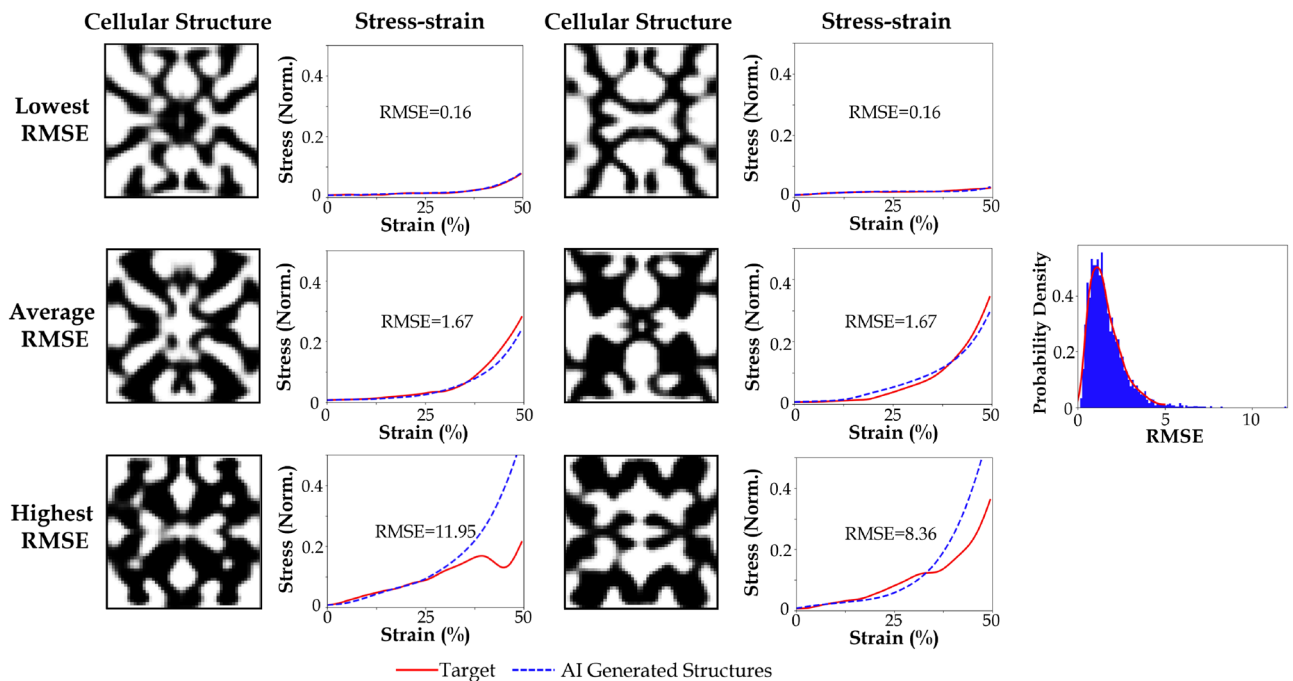 Cellular Structure
Stress-strain
Cellular Structure
Stress-strain
Lowest
RMSE
Stress (Norm.)
0.4
0.2
0
RMSE=0.16
0
25
50
Strain (%)
Stress (Norm.)
0.4
0.2
0
RMSE=0.16
0
25
50
Strain (%)
Average
RMSE
Stress (Norm.)
0.4
0.2
0
RMSE=1.67
0
25
50
Strain (%)
Stress (Norm.)
0.4
0.2
0
RMSE=1.67
0
25
50
Strain (%)
Probability Density
0.4
0.2
0
0
5
10
RMSE
Highest
RMSE
Stress (Norm.)
0.4
0.2
0
RMSE=11.95
0
25
50
Strain (%)
Stress (Norm.)
0.4
0.2
0
RMSE=8.36
0
25
50
Strain (%)
Target
AI Generated Structures